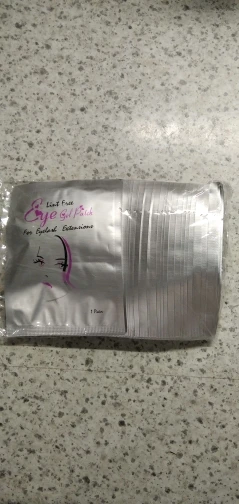 Lint Free
Eye Gel Patch
For Eyelash Extensions
1 Pair